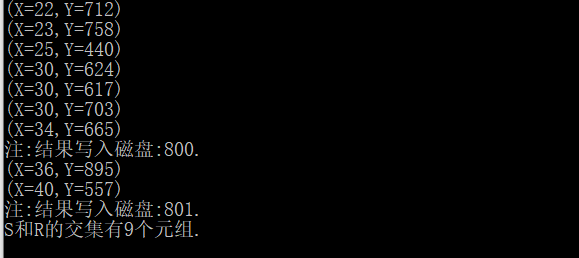 (X=22,Y=712)
(X=23,Y=758)
(X=25,Y=440)
(X=30,Y=624)
(X=30,Y=617)
(X=30,Y=703)
(X=34,Y=665)
注:结果写入磁盘:800.
(X=36,Y=895)
(X=40,Y=557)
注:结果写入磁盘:801.
S和R的交集有9个元组.